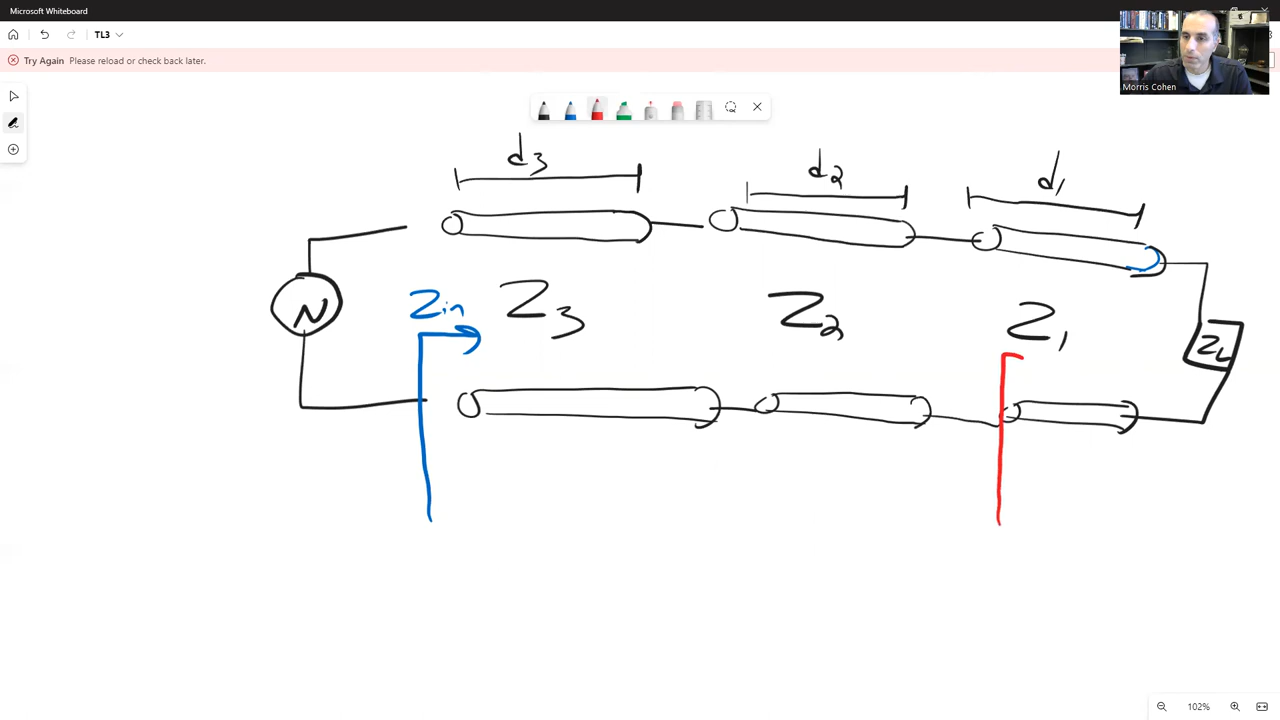 Microsoft Whiteboard
TL3
Try Again Please reload or check back later.
Morris Cohen
d3
d2
d1
Zin
Z3
Z2
Z1
N
ZL
102%